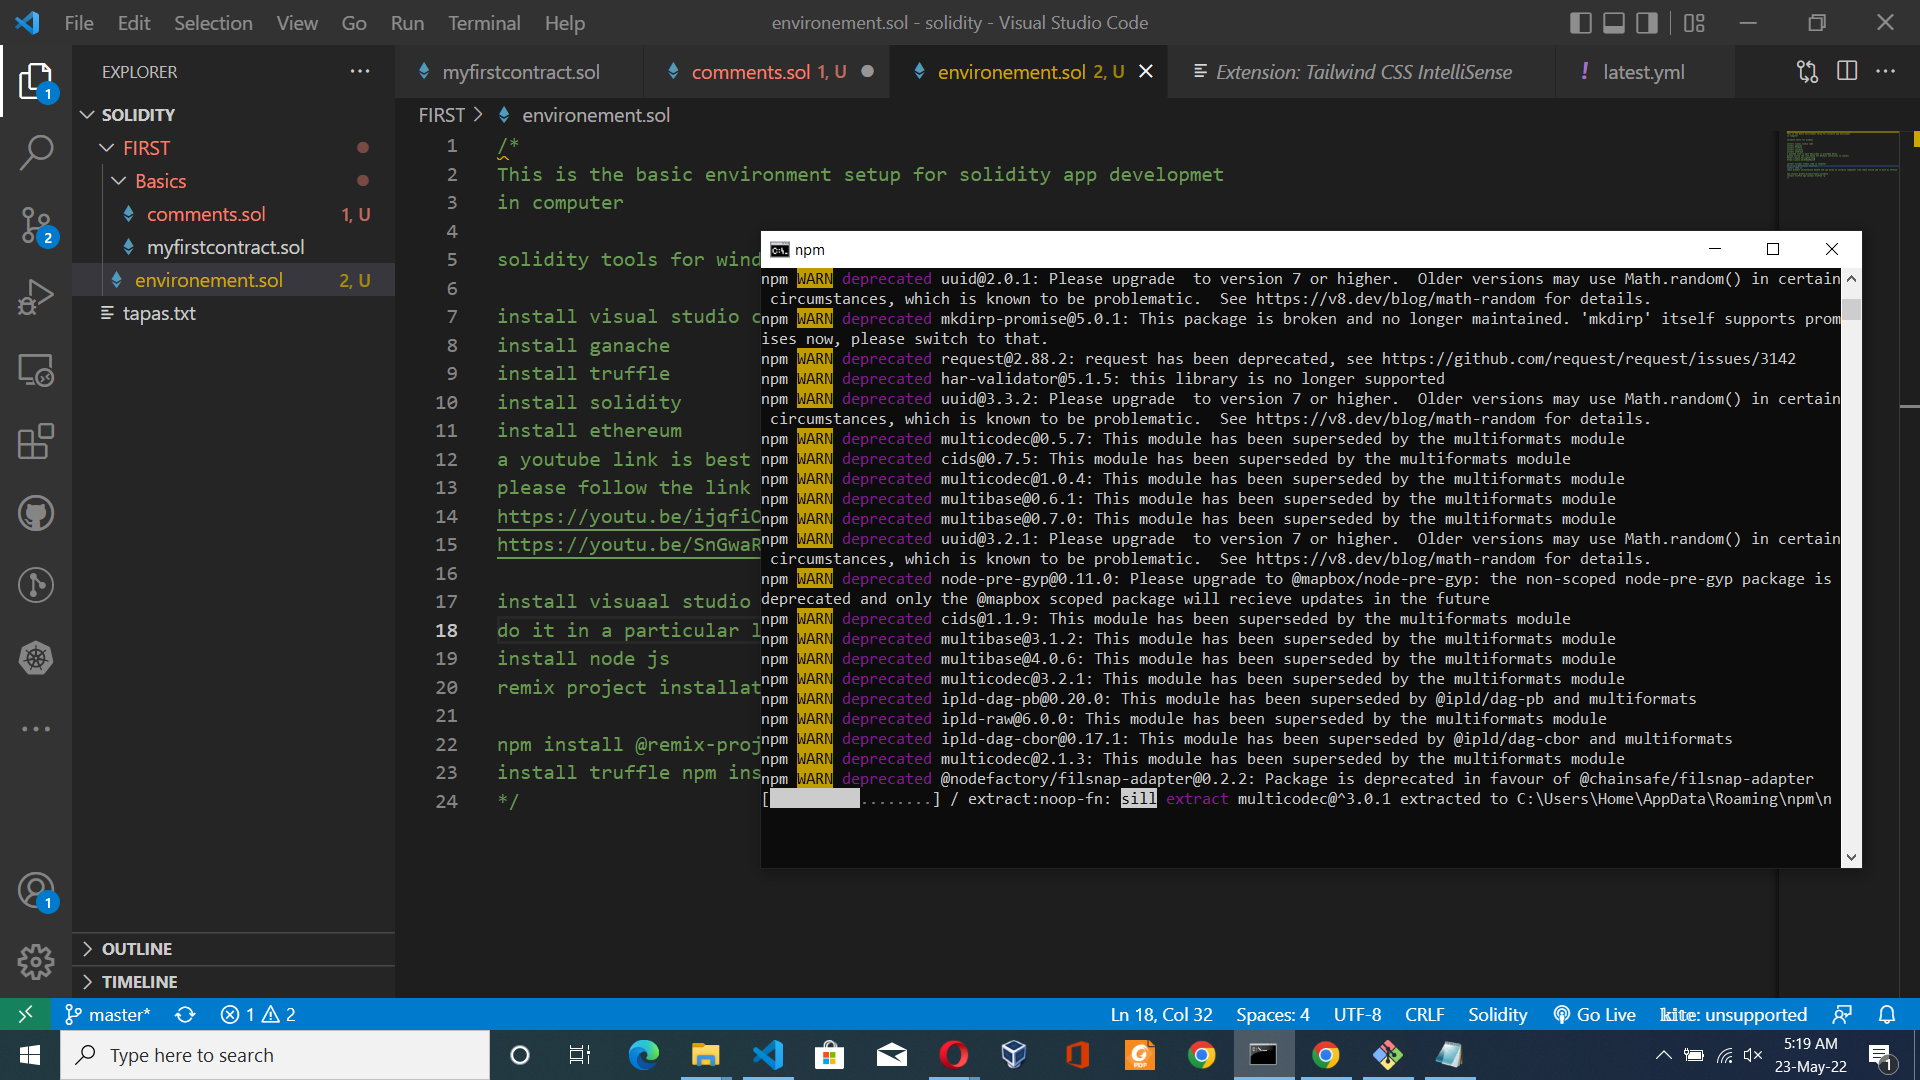 File Edit Selection View Go Run Terminal Help
environement.sol - solidity - Visual Studio Code
EXPLORER
myfirstcontract.sol
comments.sol 1, U
environement.sol 2, U
Extension: Tailwind CSS IntelliSense
! latest.yml
SOLIDITY
FIRST
Basics
comments.sol 1, U
myfirstcontract.sol
environement.sol 2, U
tapas.txt
OUTLINE
TIMELINE
FIRST > environement.sol
1 /*
2 This is the basic environment setup for solidity app developmet
3 in computer
4
5 solidity tools for wind
6
7 install visual studio c
8 install ganache
9 install truffle
10 install solidity
11 install ethereum
12 a youtube link is best
13 please follow the link
14 https://youtu.be/ijqfi
15 https://youtu.be/SnGwa
16
17 install visuaal studio
18 do it in a particular l
19 install node js
20 remix project installat
21
22 npm install @remix-proj
23 install truffle npm ins
24 */
npm
npm WARN deprecated uuid@2.0.1: Please upgrade  to version 7 or higher.  Older versions may use Math.random() in certain
 circumstances, which is known to be problematic.  See https://v8.dev/blog/math-random for details.
npm WARN deprecated mkdirp-promise@5.0.1: This package is broken and no longer maintained. 'mkdirp' itself supports prom
ises now, please switch to that.
npm WARN deprecated request@2.88.2: request has been deprecated, see https://github.com/request/request/issues/3142
npm WARN deprecated har-validator@5.1.5: this library is no longer supported
npm WARN deprecated uuid@3.3.2: Please upgrade  to version 7 or higher.  Older versions may use Math.random() in certain
 circumstances, which is known to be problematic.  See https://v8.dev/blog/math-random for details.
npm WARN deprecated multicodec@0.5.7: This module has been superseded by the multiformats module
npm WARN deprecated cids@0.7.5: This module has been superseded by the multiformats module
npm WARN deprecated multicodec@1.0.4: This module has been superseded by the multiformats module
npm WARN deprecated multibase@0.6.1: This module has been superseded by the multiformats module
npm WARN deprecated multibase@0.7.0: This module has been superseded by the multiformats module
npm WARN deprecated uuid@3.2.1: Please upgrade  to version 7 or higher.  Older versions may use Math.random() in certain
 circumstances, which is known to be problematic.  See https://v8.dev/blog/math-random for details.
npm WARN deprecated node-pre-gyp@0.11.0: Please upgrade to @mapbox/node-pre-gyp: the non-scoped node-pre-gyp package is
deprecated and only the @mapbox scoped package will recieve updates in the future
npm WARN deprecated cids@1.1.9: This module has been superseded by the multiformats module
npm WARN deprecated multibase@3.1.2: This module has been superseded by the multiformats module
npm WARN deprecated multibase@4.0.6: This module has been superseded by the multiformats module
npm WARN deprecated multicodec@3.2.1: This module has been superseded by the multiformats module
npm WARN deprecated ipld-dag-pb@0.20.0: This module has been superseded by @ipld/dag-pb and multiformats
npm WARN deprecated ipld-raw@6.0.0: This module has been superseded by the multiformats module
npm WARN deprecated ipld-dag-cbor@0.17.1: This module has been superseded by @ipld/dag-cbor and multiformats
npm WARN deprecated multicodec@2.1.3: This module has been superseded by the multiformats module
npm WARN deprecated @nodefactory/filsnap-adapter@0.2.2: Package is deprecated in favour of @chainsafe/filsnap-adapter
[ ........] / extract:noop-fn: sill extract multicodec@^3.0.1 extracted to C:\Users\Home\AppData\Roaming\npm\n
master* 1 2
Ln 18, Col 32 Spaces: 4 UTF-8 CRLF Solidity Go Live kite: unsupported
Type here to search
5:19 AM
23-May-22